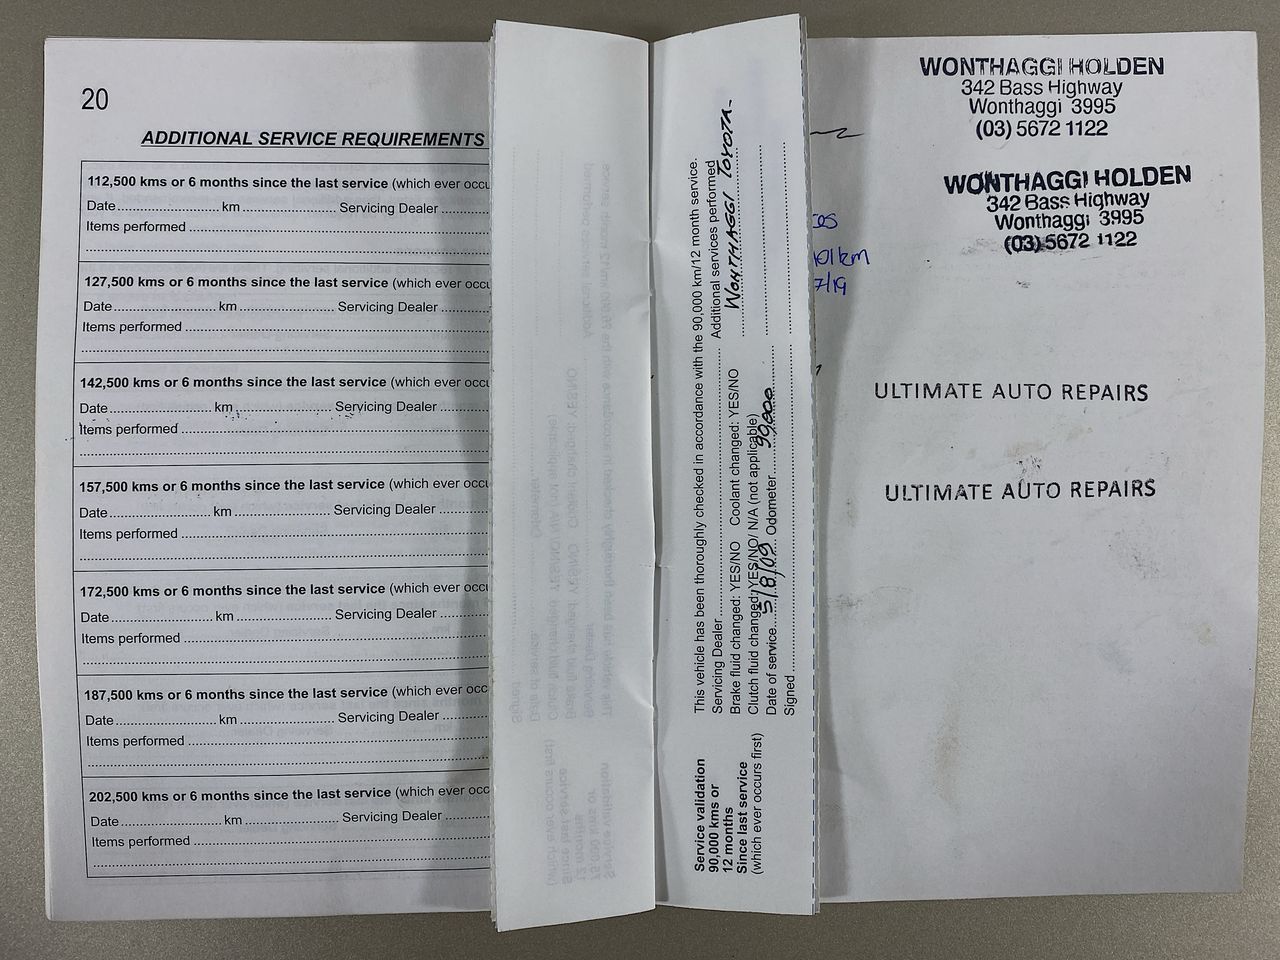 20
ADDITIONAL SERVICE REQUIREMENTS
112,500 kms or 6 months since the last service (which ever occu
Date.......................... km ...................... Servicing Dealer ...........
Items performed ..........................................................
127,500 kms or 6 months since the last service (which ever occu
Date.......................... km ...................... Servicing Dealer ...........
Items performed ..........................................................
142,500 kms or 6 months since the last service (which ever occu
Date.......................... km ...................... Servicing Dealer ...........
Items performed ..........................................................
157,500 kms or 6 months since the last service (which ever occu
Date.......................... km ...................... Servicing Dealer ...........
Items performed ..........................................................
172,500 kms or 6 months since the last service (which ever occu
Date.......................... km ...................... Servicing Dealer ...........
Items performed ..........................................................
187,500 kms or 6 months since the last service (which ever occ
Date.......................... km ...................... Servicing Dealer ...........
Items performed ..........................................................
202,500 kms or 6 months since the last service (which ever occ
Date.......................... km ...................... Servicing Dealer ...........
Items performed ..........................................................
Service validation
90,000 kms or
12 months
Since last service
(which ever occurs first)
This vehicle has been thoroughly checked in accordance with the 90,000 km/12 month service.
Servicing Dealer.......................... Additional services performed
Brake fluid changed: YES/NO Coolant changed: YES/NO WONTHAGGI TOYOTA-
Clutch fluid changed:YES/NO/ N/A (not applicable)
Date of service....5/8/09 Odometer......90,000
Signed..........................
WONTHAGGI HOLDEN
342 Bass Highway
Wonthaggi 3995
(03) 5672 1122
WONTHAGGI HOLDEN
342 Bass Highway
Wonthaggi 3995
(03) 5672 1122
101km
7/19
ULTIMATE AUTO REPAIRS
ULTIMATE AUTO REPAIRS